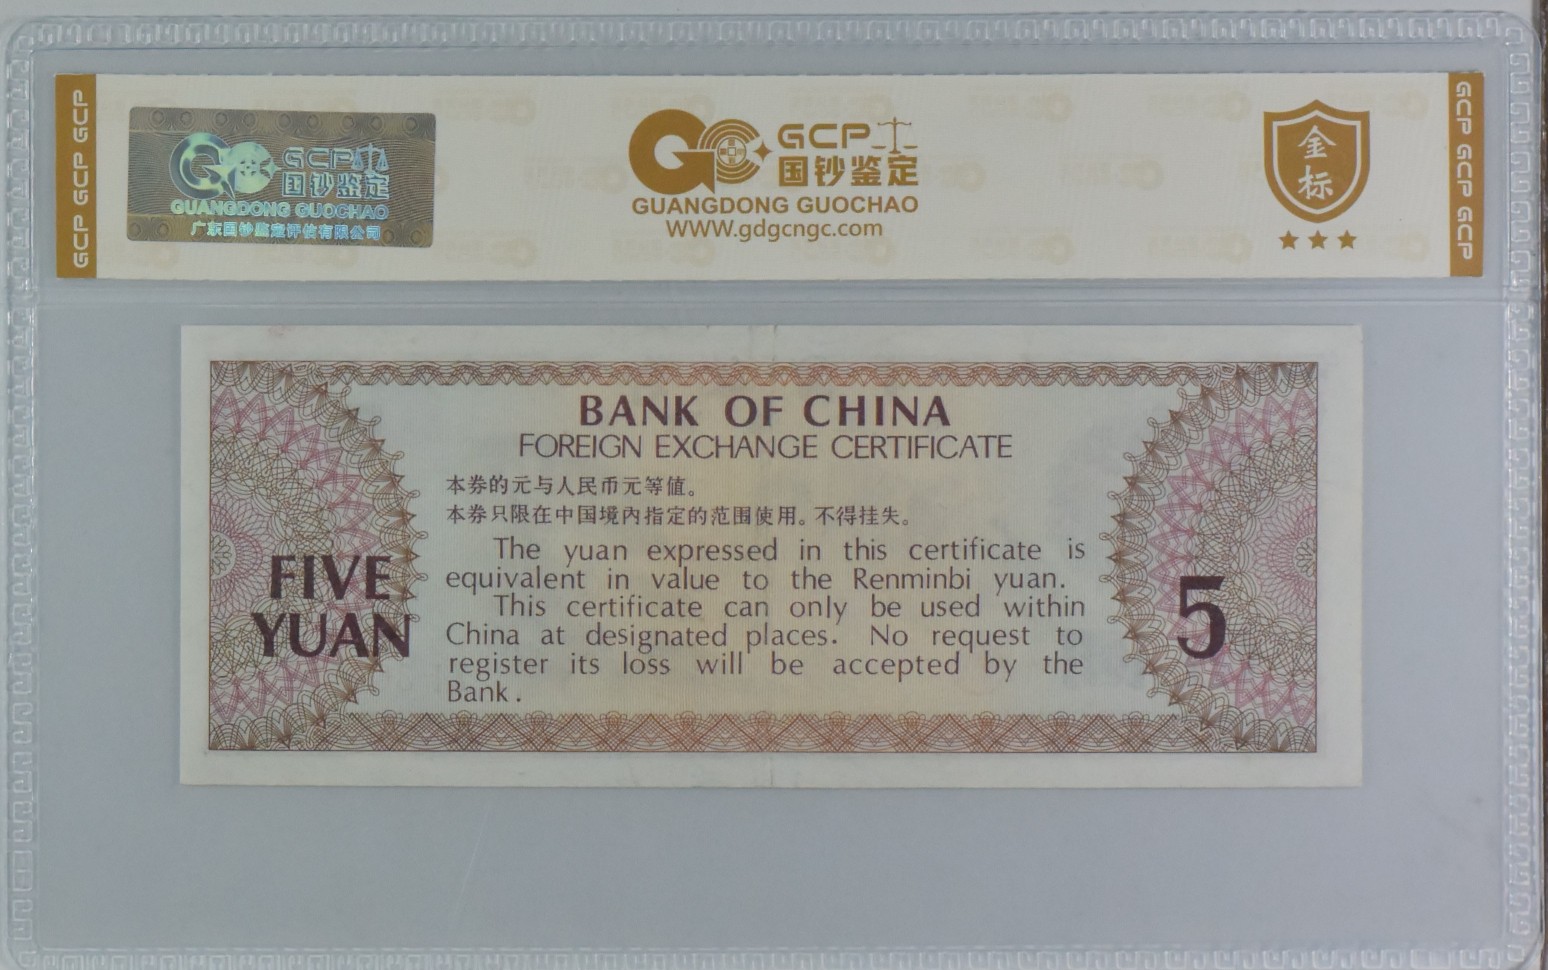 GCP GCP GCP
GCP国钞鉴定
GUANGDONG GUOCHAO
广东国钞鉴定评估有限公司
GCP
国钞鉴定
GUANGDONG GUOCHAO
WWW.gdgcngc.com
金标
GCP GCP GCP
BANK OF CHINA
FOREIGN EXCHANGE CERTIFICATE
本券的元与人民币元等值。
本券只限在中国境内指定的范围使用。不得挂失。
The yuan expressed in this certificate is
equivalent in value to the Renminbi yuan.
This certificate can only be used within
China at designated places. No request to
register its loss will be accepted by the
Bank.
FIVE
YUAN
5